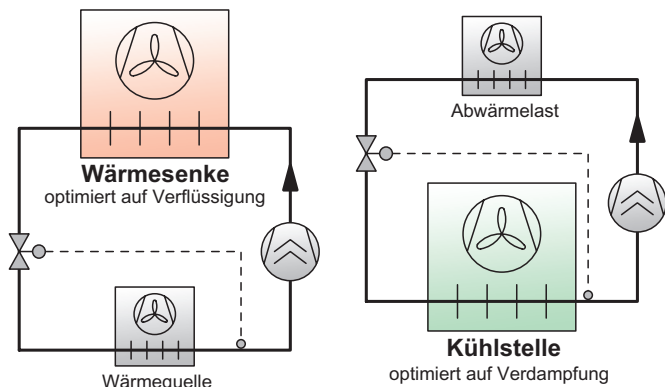 Wärmesenke
optimiert auf Verflüssigung
Wärmequelle
Abwärmelast
Kühlstelle
optimiert auf Verdampfung